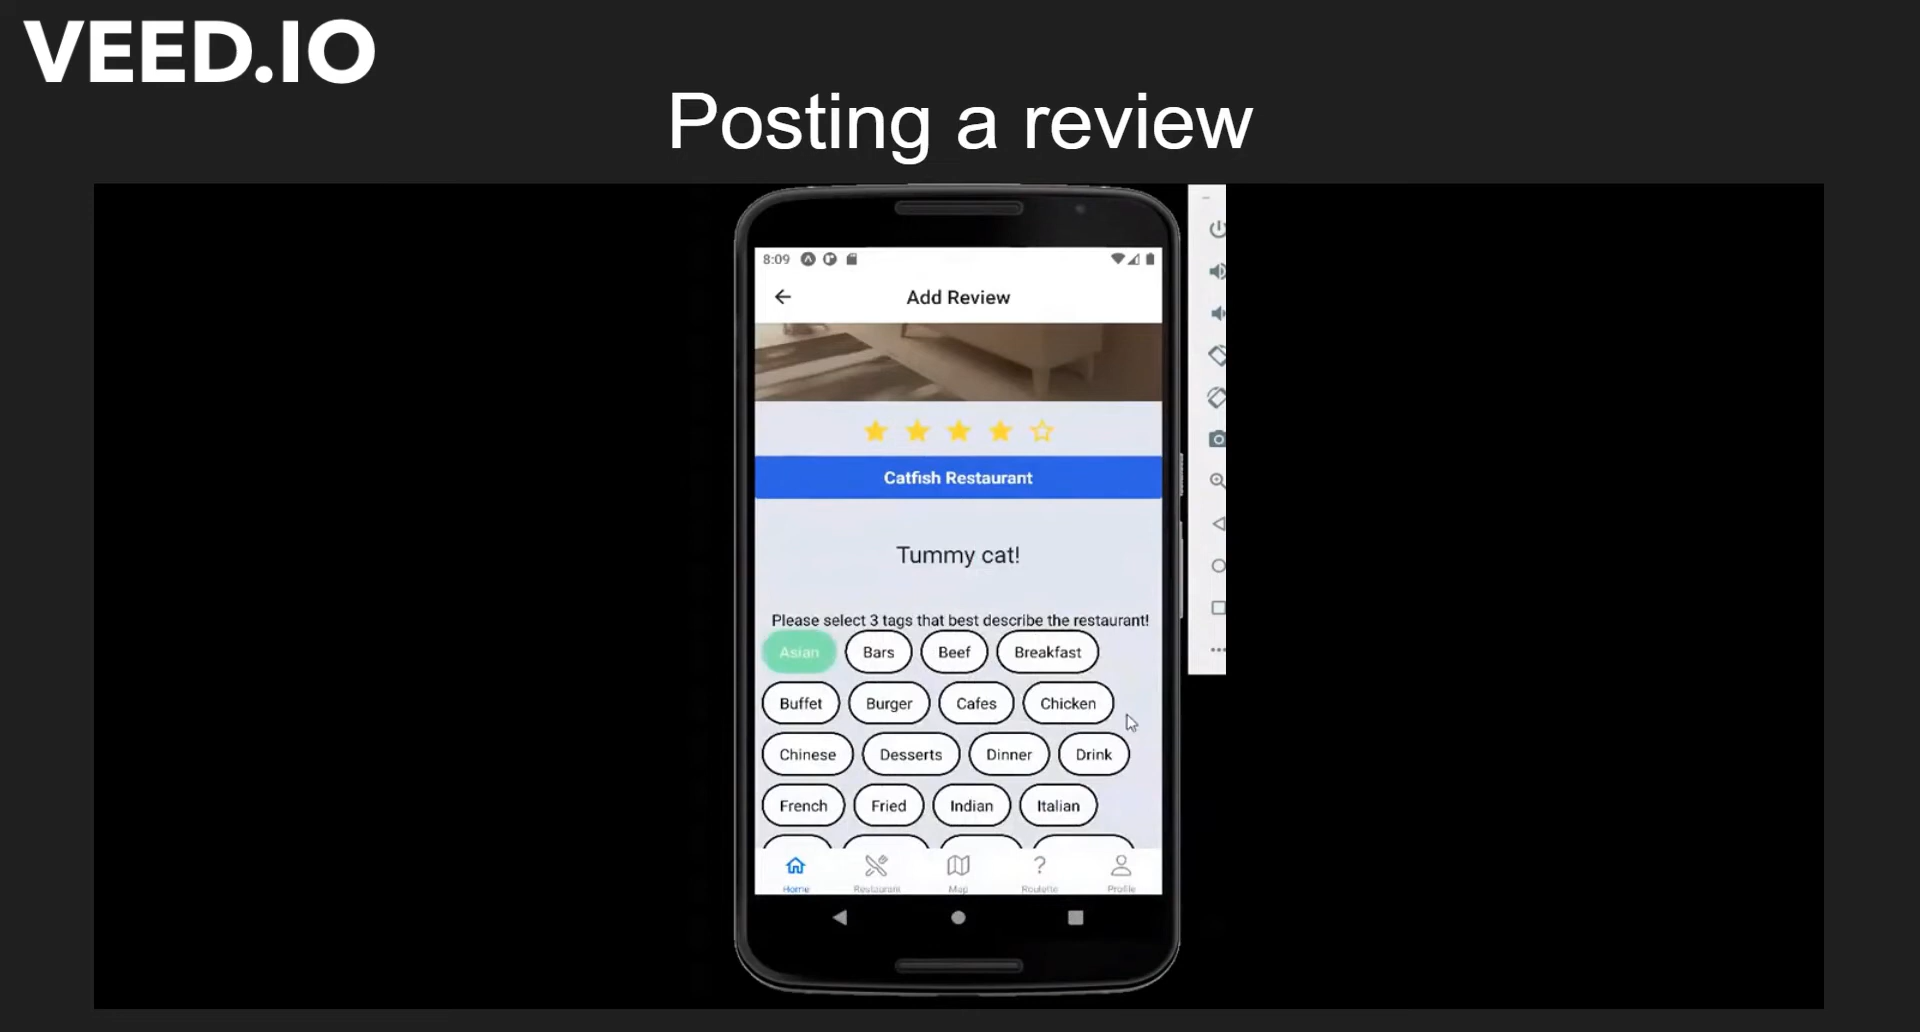 VEED.IO
Posting a review
8:09
Add Review
Catfish Restaurant
Tummy cat!
Please select 3 tags that best describe the restaurant!
Asian Bars Beef Breakfast
Buffet Burger Cafes Chicken
Chinese Desserts Dinner Drink
French Fried Indian Italian
?
Home Restaurant Map Roulette Profile